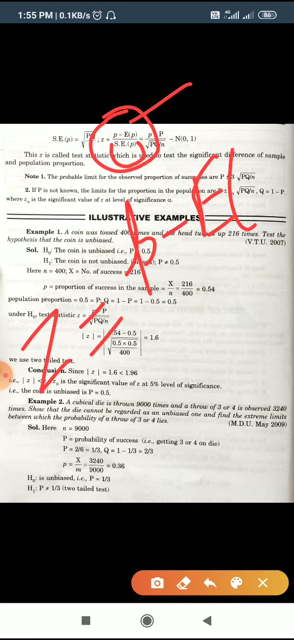 1:55 PM | 0.1KB/s
4G
86
S.E.(p) = √ ; z = p – E(p) / S.E.(p) = p – P / √PQ/n ~ N(0, 1)
This z is called test statistic which is used to test the significant difference of sample
and population proportion.
Note 1. The probable limit for the observed proportion of successes are P ± √PQ/n
2. If P is not known, the limits for the proportion in the population are √pq/n, Q = 1 – P
where zα is the significant value of z at level of significance α.
ILLUSTRATIVE EXAMPLES
Example 1. A coin was tossed 400 times and head turned up 216 times. Test the
hypothesis that the coin is unbiased. (V.T.U. 2007)
Sol. H₀: The coin is unbiased i.e., P = 0.5.
H₁: The coin is not unbiased P ≠ 0.5
Here n = 400; X = No. of success = 216
p = proportion of success in the sample = X/n = 216/400 = 0.54
population proportion = 0.5 = P; Q = 1 – P = 1 – 0.5 = 0.5
under H₀, test statistic z = P / √PQ/n
| z | = | 0.54 – 0.5 / √0.5 × 0.5 / 400 | = 1.6
we use two tailed test.
Conclusion. Since | z | = 1.6 < 1.96
i.e., | z | < zα is the significant value of z at 5% level of significance.
i.e., the coin is unbiased is P = 0.5.
Example 2. A cubical die is thrown 9000 times and a throw of 3 or 4 is observed 3240
times. Show that the die cannot be regarded as an unbiased one and find the extreme limits
between which the probability of a throw of 3 or 4 lies. (M.D.U. May 2009)
Sol. Here n = 9000
P = probability of success (i.e., getting 3 or 4 on die)
P = 2/6 = 1/3, Q = 1 – 1/3 = 2/3
p = X/n = 3240/9000 = 0.36
H₀: is unbiased, i.e., P = 1/3
H₁: P ≠ 1/3 (two tailed test)